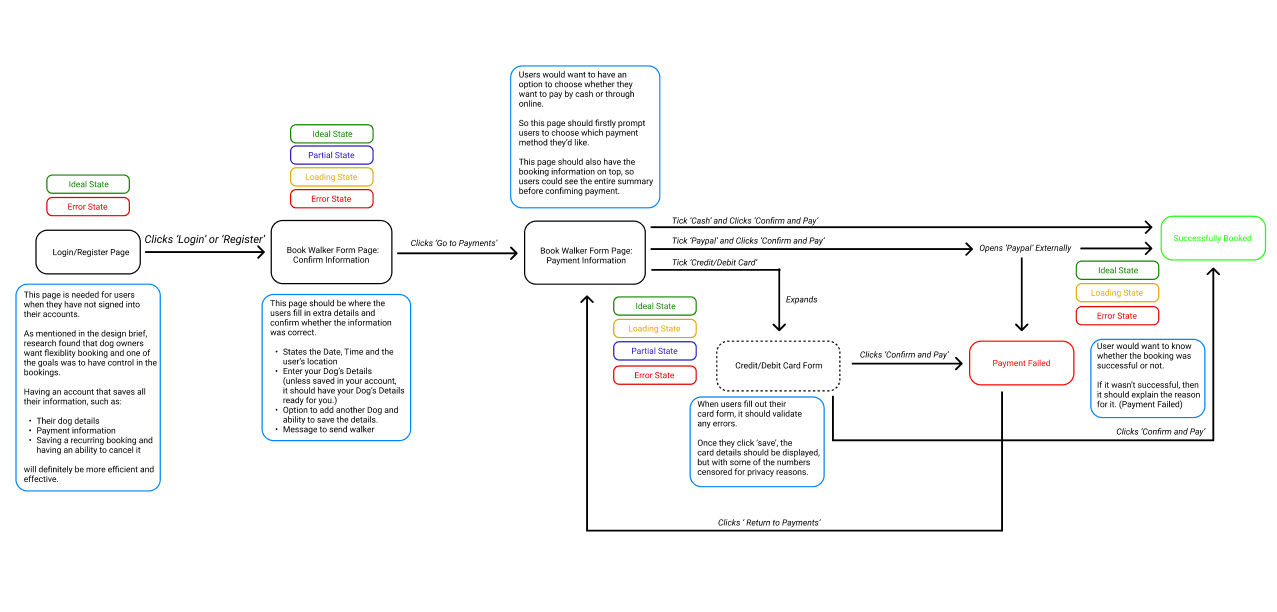 Users would want to have an
option to choose whether they
want to pay by cash or through
online.
So this page should firstly prompt
users to choose which payment
method they'd like.
This page should also have the
booking information on top, so
users could see the entire summary
before confiming payment.
Ideal State
Partial State
Loading State
Error State
Ideal State
Error State
Login/Register Page
Clicks 'Login' or 'Register'
Book Walker Form Page:
Confirm Information
Clicks 'Go to Payments'
Book Walker Form Page:
Payment Information
Tick 'Cash' and Clicks 'Confirm and Pay'
Tick 'Paypal' and Clicks 'Confirm and Pay'
Tick 'Credit/Debit Card'
Opens 'Paypal' Externally
Successfully Booked
This page is needed for users
when they have not signed into
their accounts.
As mentioned in the design brief,
research found that dog owners
want flexiblity booking and one of
the goals was to have control in the
bookings.
Having an account that saves all
their information, such as:
• Their dog details
• Payment information
• Saving a recurring booking and
having an ability to cancel it
will definitely be more efficient and
effective.
This page should be where the
users fill in extra details and
confirm whether the information
was correct.
• States the Date, Time and the
user's location
• Enter your Dog's Details
(unless saved in your account,
it should have your Dog's Details
ready for you.)
• Option to add another Dog and
ability to save the details.
• Message to send walker
Ideal State
Loading State
Partial State
Error State
Expands
Credit/Debit Card Form
Clicks 'Confirm and Pay'
Payment Failed
Ideal State
Loading State
Error State
User would want to know
whether the booking was
successful or not.
If it wasn't successful, then
it should explain the reason
for it. (Payment Failed)
When users fill out their
card form, it should validate
any errors.
Once they click 'save', the
card details should be displayed,
but with some of the numbers
censored for privacy reasons.
Clicks 'Confirm and Pay'
Clicks ' Return to Payments'